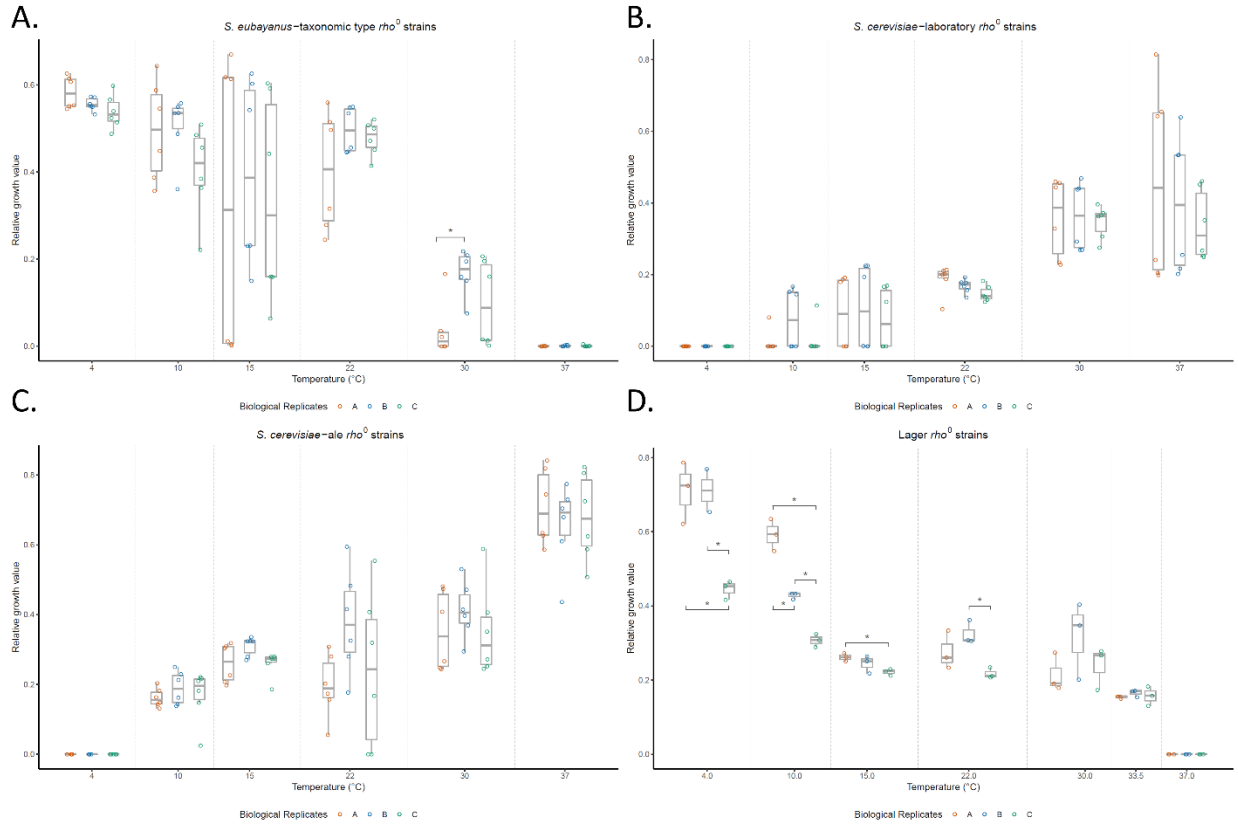 A.
S. eubayanus−taxonomic type rho⁰ strains
Relative growth value
0.6
0.4
0.2
0.0
*
4 10 15 22 30 37
Temperature (°C)
Biological Replicates A B C
B.
S. cerevisiae−laboratory rho⁰ strains
Relative growth value
0.8
0.6
0.4
0.2
0.0
4 10 15 22 30 37
Temperature (°C)
Biological Replicates A B C
C.
S. cerevisiae−ale rho⁰ strains
Relative growth value
0.8
0.6
0.4
0.2
0.0
4 10 15 22 30 37
Temperature (°C)
Biological Replicates A B C
D.
Lager rho⁰ strains
Relative growth value
0.8
0.6
0.4
0.2
0.0
*
*
*
*
*
*
*
4.0 10.0 15.0 22.0 30.0 33.5 37.0
Temperature (°C)
Biological Replicates A B C